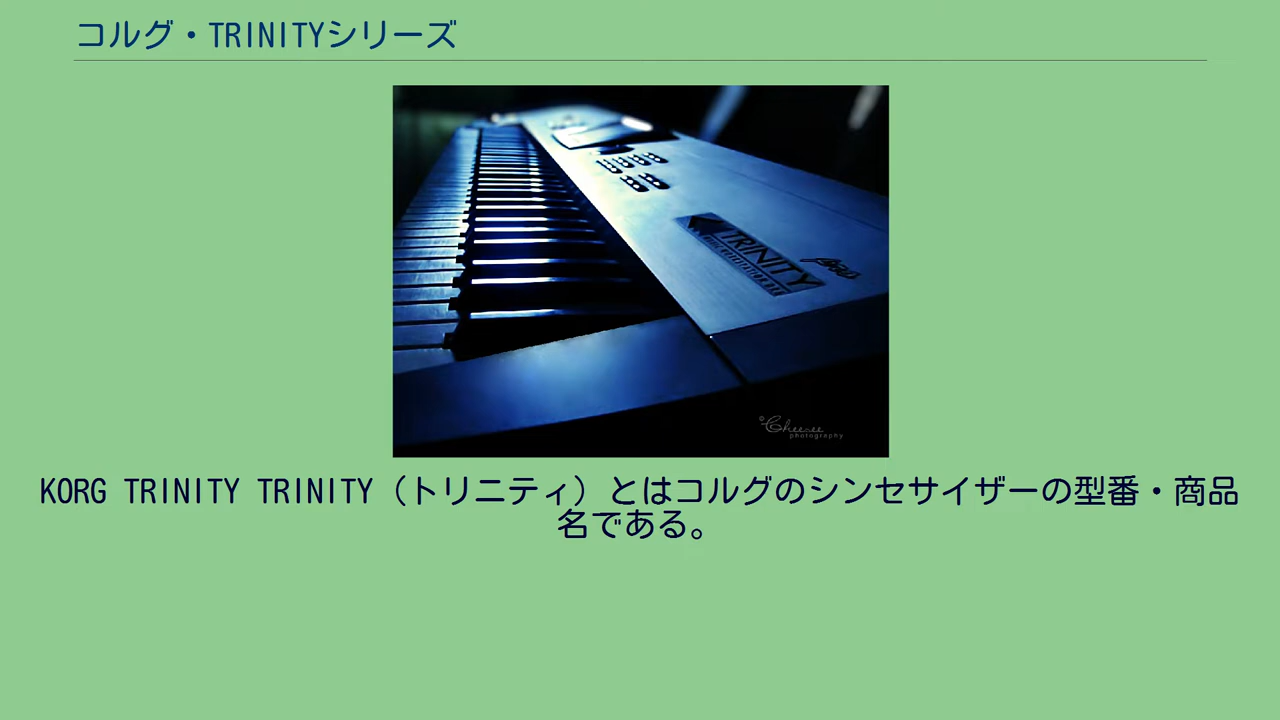 コルグ・TRINITYシリーズ
TRINITY
photography
KORG TRINITY TRINITY（トリニティ）とはコルグのシンセサイザーの型番・商品
名である。